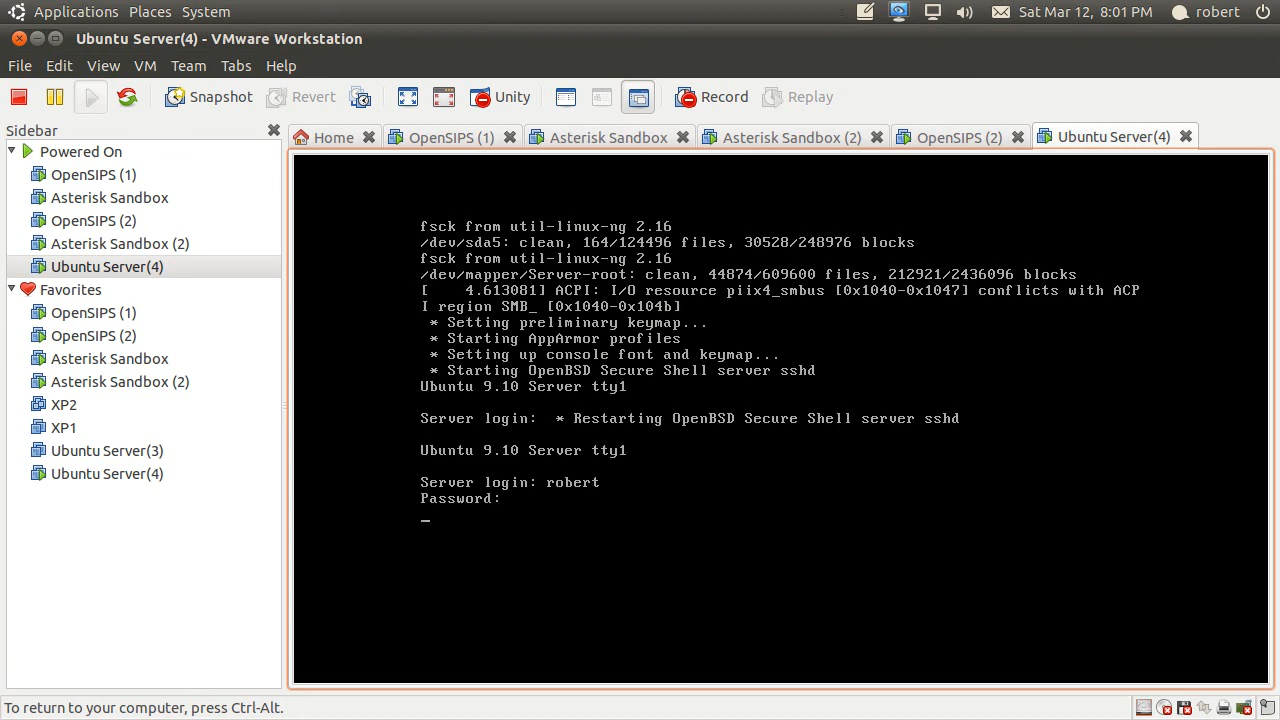 Applications Places System Sat Mar 12, 8:01 PM robert
Ubuntu Server(4) - VMware Workstation
File Edit View VM Team Tabs Help
Snapshot Revert Unity Record Replay
Sidebar
Home OpenSIPS (1) Asterisk Sandbox Asterisk Sandbox (2) OpenSIPS (2) Ubuntu Server(4)
Powered On
OpenSIPS (1)
Asterisk Sandbox
OpenSIPS (2)
Asterisk Sandbox (2)
Ubuntu Server(4)
Favorites
OpenSIPS (1)
OpenSIPS (2)
Asterisk Sandbox
Asterisk Sandbox (2)
XP2
XP1
Ubuntu Server(3)
Ubuntu Server(4)
fsck from util-linux-ng 2.16
/dev/sda5: clean, 164/124496 files, 30528/248976 blocks
fsck from util-linux-ng 2.16
/dev/mapper/Server-root: clean, 44874/609600 files, 212921/2436096 blocks
[    4.613081] ACPI: I/O resource piix4_smbus [0x1040-0x1047] conflicts with ACP
I region SMB_ [0x1040-0x104b]
* Setting preliminary keymap...
* Starting AppArmor profiles
* Setting up console font and keymap...
* Starting OpenBSD Secure Shell server sshd
Ubuntu 9.10 Server tty1
Server login:  * Restarting OpenBSD Secure Shell server sshd
Ubuntu 9.10 Server tty1
Server login: robert
Password:
_
To return to your computer, press Ctrl-Alt.